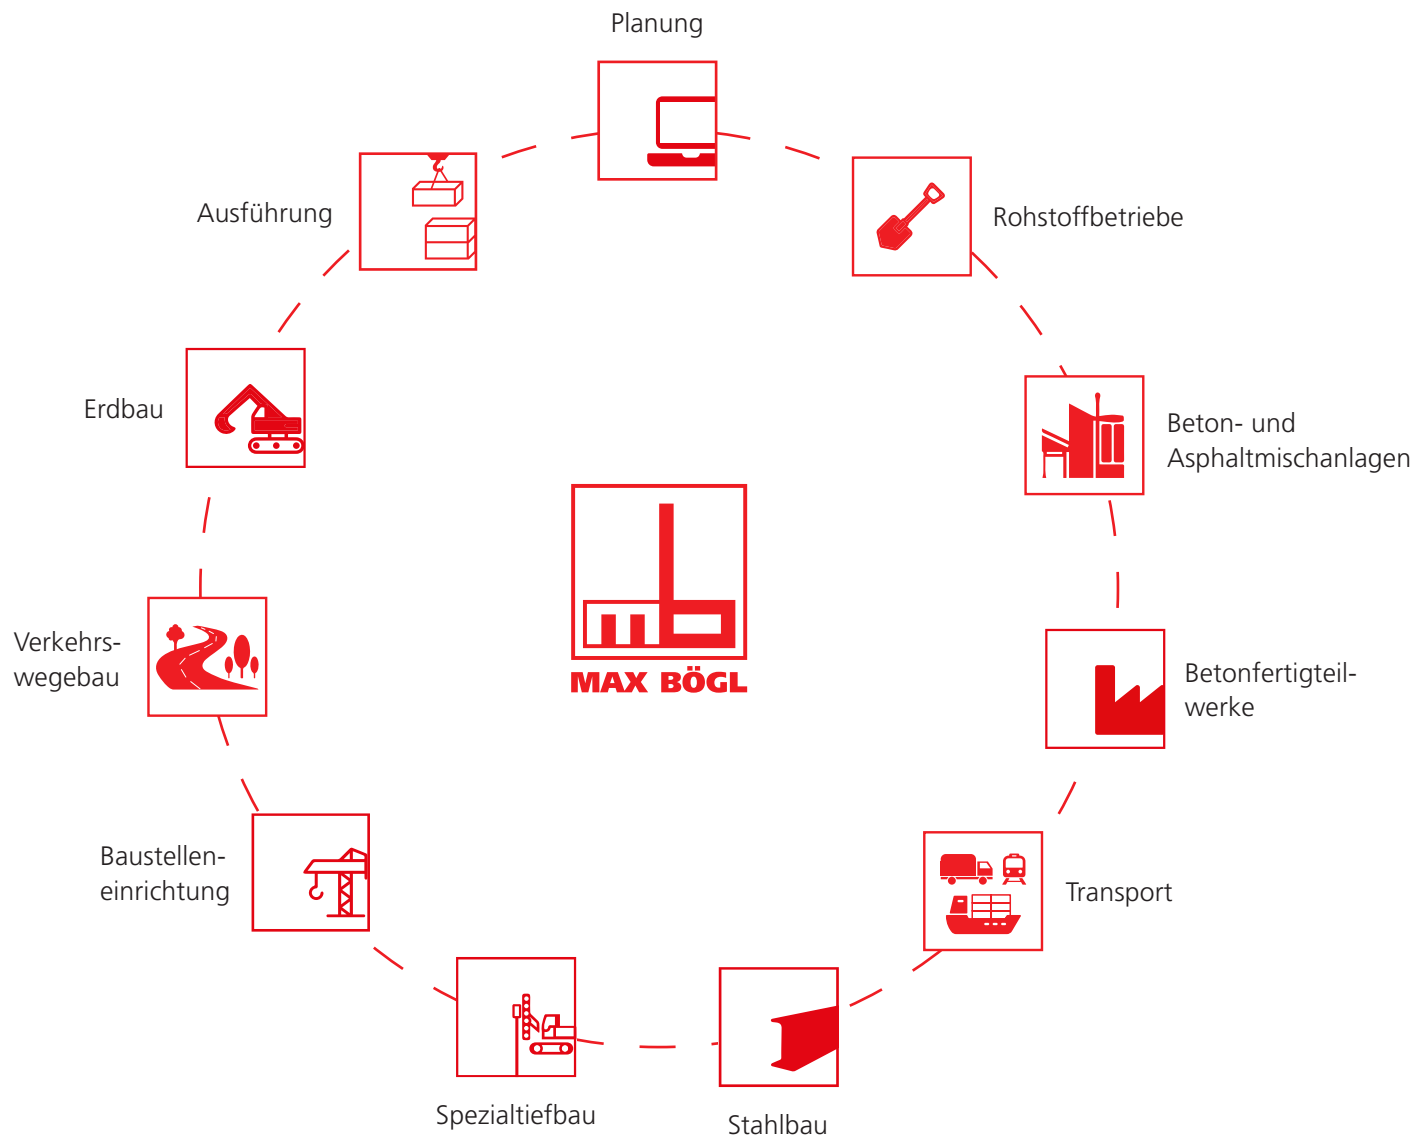 Planung
Ausführung
Rohstoffbetriebe
Erdbau
Beton- und
Asphaltmischanlagen
MAX BÖGL
Verkehrs-
wegebau
Betonfertigteil-
werke
Baustellen-
einrichtung
Transport
Spezialtiefbau
Stahlbau